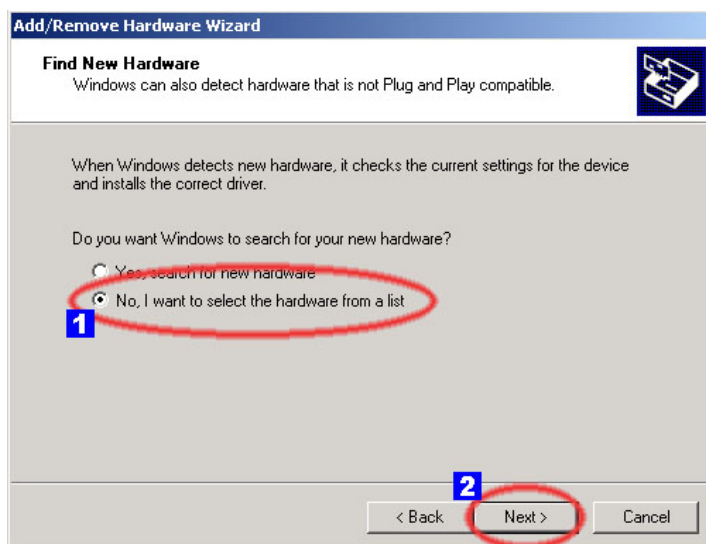 Add/Remove Hardware Wizard
Find New Hardware
Windows can also detect hardware that is not Plug and Play compatible.
When Windows detects new hardware, it checks the current settings for the device
and installs the correct driver.
Do you want Windows to search for your new hardware?
Yes, search for new hardware
No, I want to select the hardware from a list
1
2
< Back
Next >
Cancel